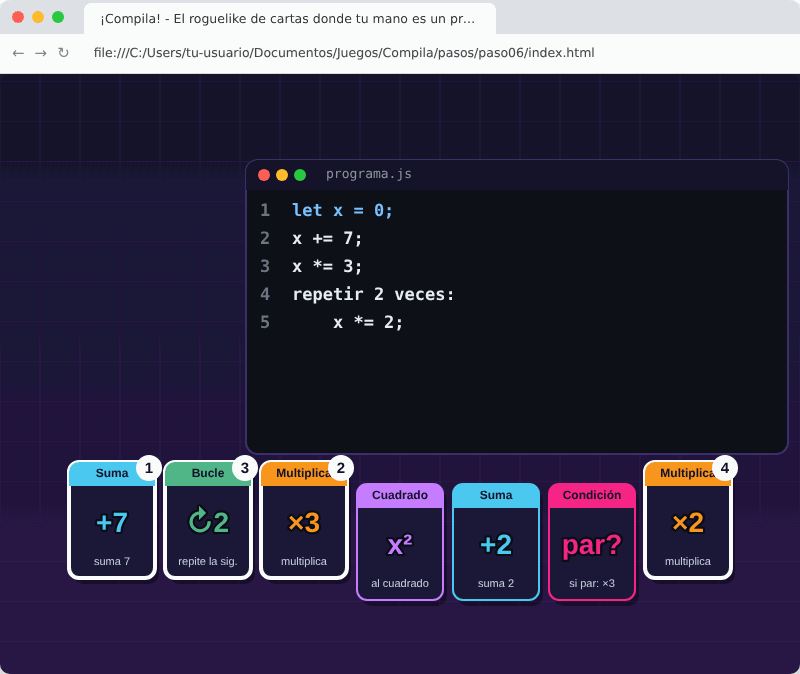 ¡Compila! - El roguelike de cartas donde tu mano es un pr…
file:///C:/Users/tu-usuario/Documentos/Juegos/Compila/pasos/paso06/index.html
programa.js
1 let x = 0;
2 x += 7;
3 x *= 3;
4 repetir 2 veces:
5 x *= 2;
Suma 1
+7
suma 7
Bucle 3
↻2
repite la sig.
Multiplica 2
×3
multiplica
Cuadrado
x²
al cuadrado
Suma
+2
suma 2
Condición
par?
si par: ×3
Multiplica 4
×2
multiplica